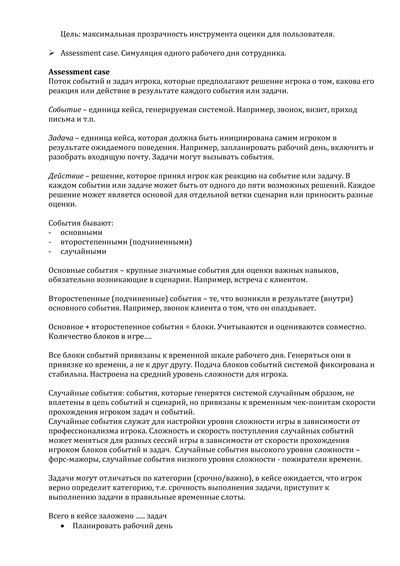 Цель: максимальная прозрачность инструмента оценки для пользователя.
➢ Assessment case. Симуляция одного рабочего дня сотрудника.
Assessment case
Поток событий и задач игрока, которые предполагают решение игрока о том, какова его
реакция или действие в результате каждого события или задачи.
Событие – единица кейса, генерируемая системой. Например, звонок, визит, приход
письма и т.п.
Задача – единица кейса, которая должна быть инициирована самим игроком в
результате ожидаемого поведения. Например, запланировать рабочий день, включить и
разобрать входящую почту. Задачи могут вызывать события.
Действие – решение, которое принял игрок как реакцию на событие или задачу. В
каждом событии или задаче может быть от одного до пяти возможных решений. Каждое
решение может является основой для отдельной ветки сценария или приносить разные
оценки.
События бывают:
- основными
- второстепенными (подчиненными)
- случайными
Основные события – крупные значимые события для оценки важных навыков,
обязательно возникающие в сценарии. Например, встреча с клиентом.
Второстепенные (подчиненные) события – те, что возникли в результате (внутри)
основного события. Например, звонок клиента о том, что он опаздывает.
Основное + второстепенное событие = блоки. Учитываются и оцениваются совместно.
Количество блоков в игре….
Все блоки событий привязаны к временной шкале рабочего дня. Генеряться они в
привязке ко времени, а не к друг другу. Подача блоков событий системой фиксирована и
стабильна. Настроена на средний уровень сложности для игрока.
Случайные события: события, которые генерятся системой случайным образом, не
вплетены в цепь событий и сценарий, но привязаны к временным чек-поинтам скорости
прохождения игроком задач и событий.
Случайные события служат для настройки уровня сложности игры в зависимости от
профессионализма игрока. Сложность и скорость поступления случайных событий
может меняться для разных сессий игры в зависимости от скорости прохождения
игроком блоков событий и задач. Случайные события высокого уровня сложности –
форс-мажоры, случайные события низкого уровня сложности - пожиратели времени.
Задачи могут отличаться по категории (срочно/важно), в кейсе ожидается, что игрок
верно определит категорию, т.е. срочность выполнения задачи, приступит к
выполнению задачи в правильные временные слоты.
Всего в кейсе заложено ..... задач
• Планировать рабочий день